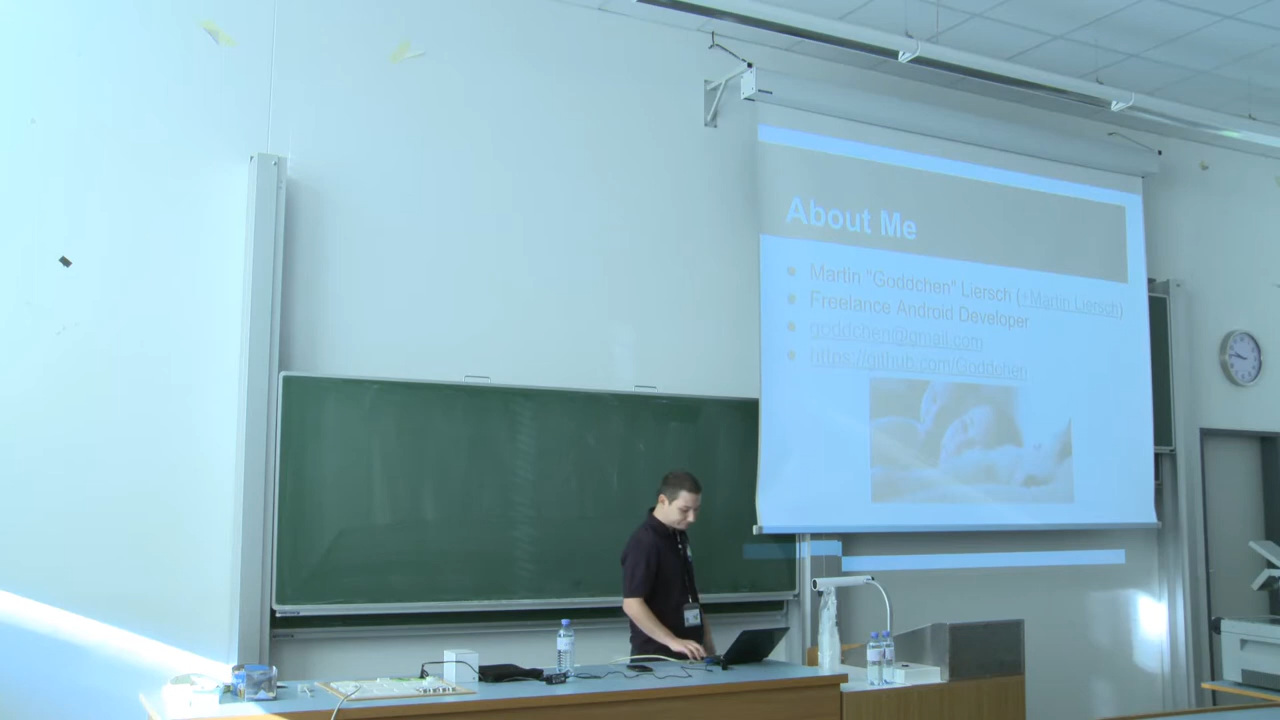 About Me
Martin "Goddchen" Liersch (+Martin Liersch)
Freelance Android Developer
goddchen@gmail.com
https://github.com/Goddchen